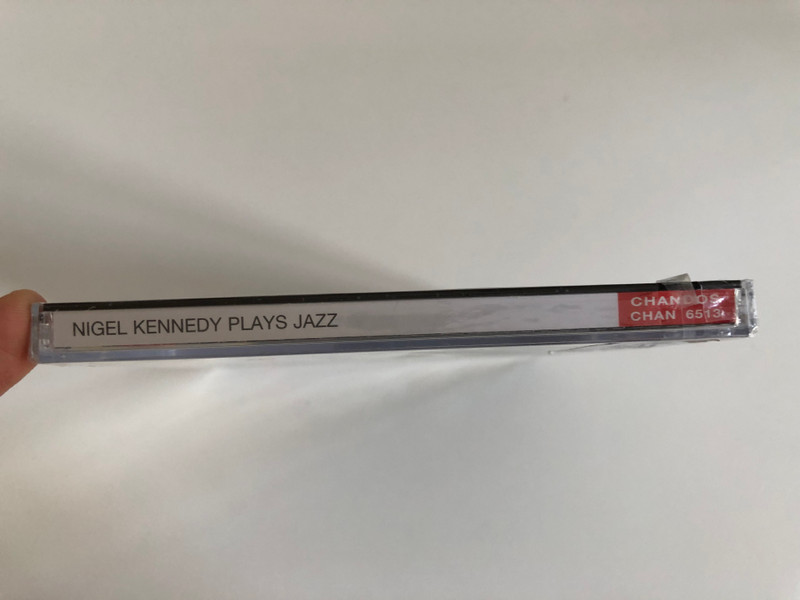 NIGEL KENNEDY PLAYS JAZZ
CHANDOS
CHAN 6513